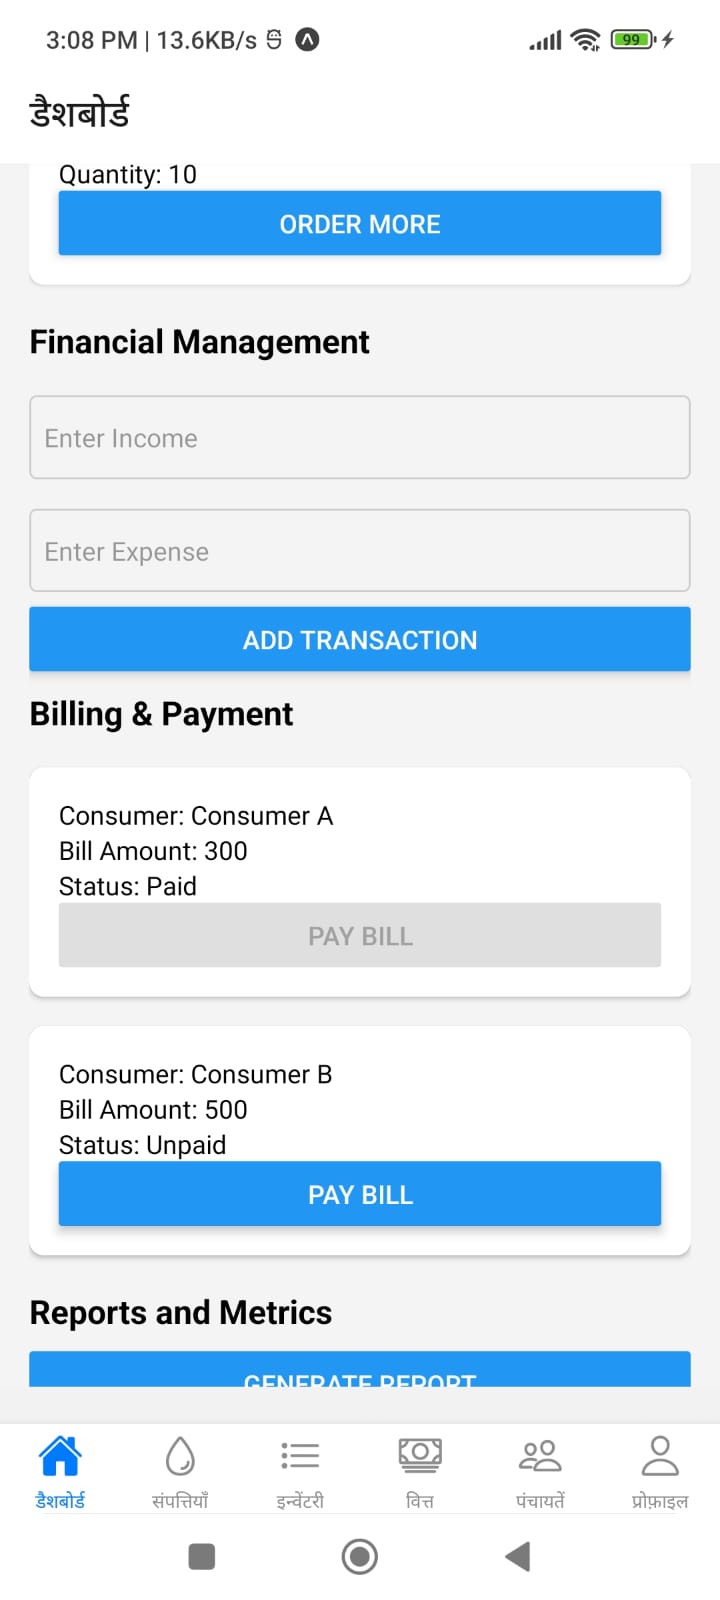 3:08 PM | 13.6KB/s
99
डैशबोर्ड
Quantity: 10
ORDER MORE
Financial Management
Enter Income
Enter Expense
ADD TRANSACTION
Billing & Payment
Consumer: Consumer A
Bill Amount: 300
Status: Paid
PAY BILL
Consumer: Consumer B
Bill Amount: 500
Status: Unpaid
PAY BILL
Reports and Metrics
GENERATE REPORT
डैशबोर्ड संपत्तियाँ इन्वेंटरी वित्त पंचायतें प्रोफ़ाइल